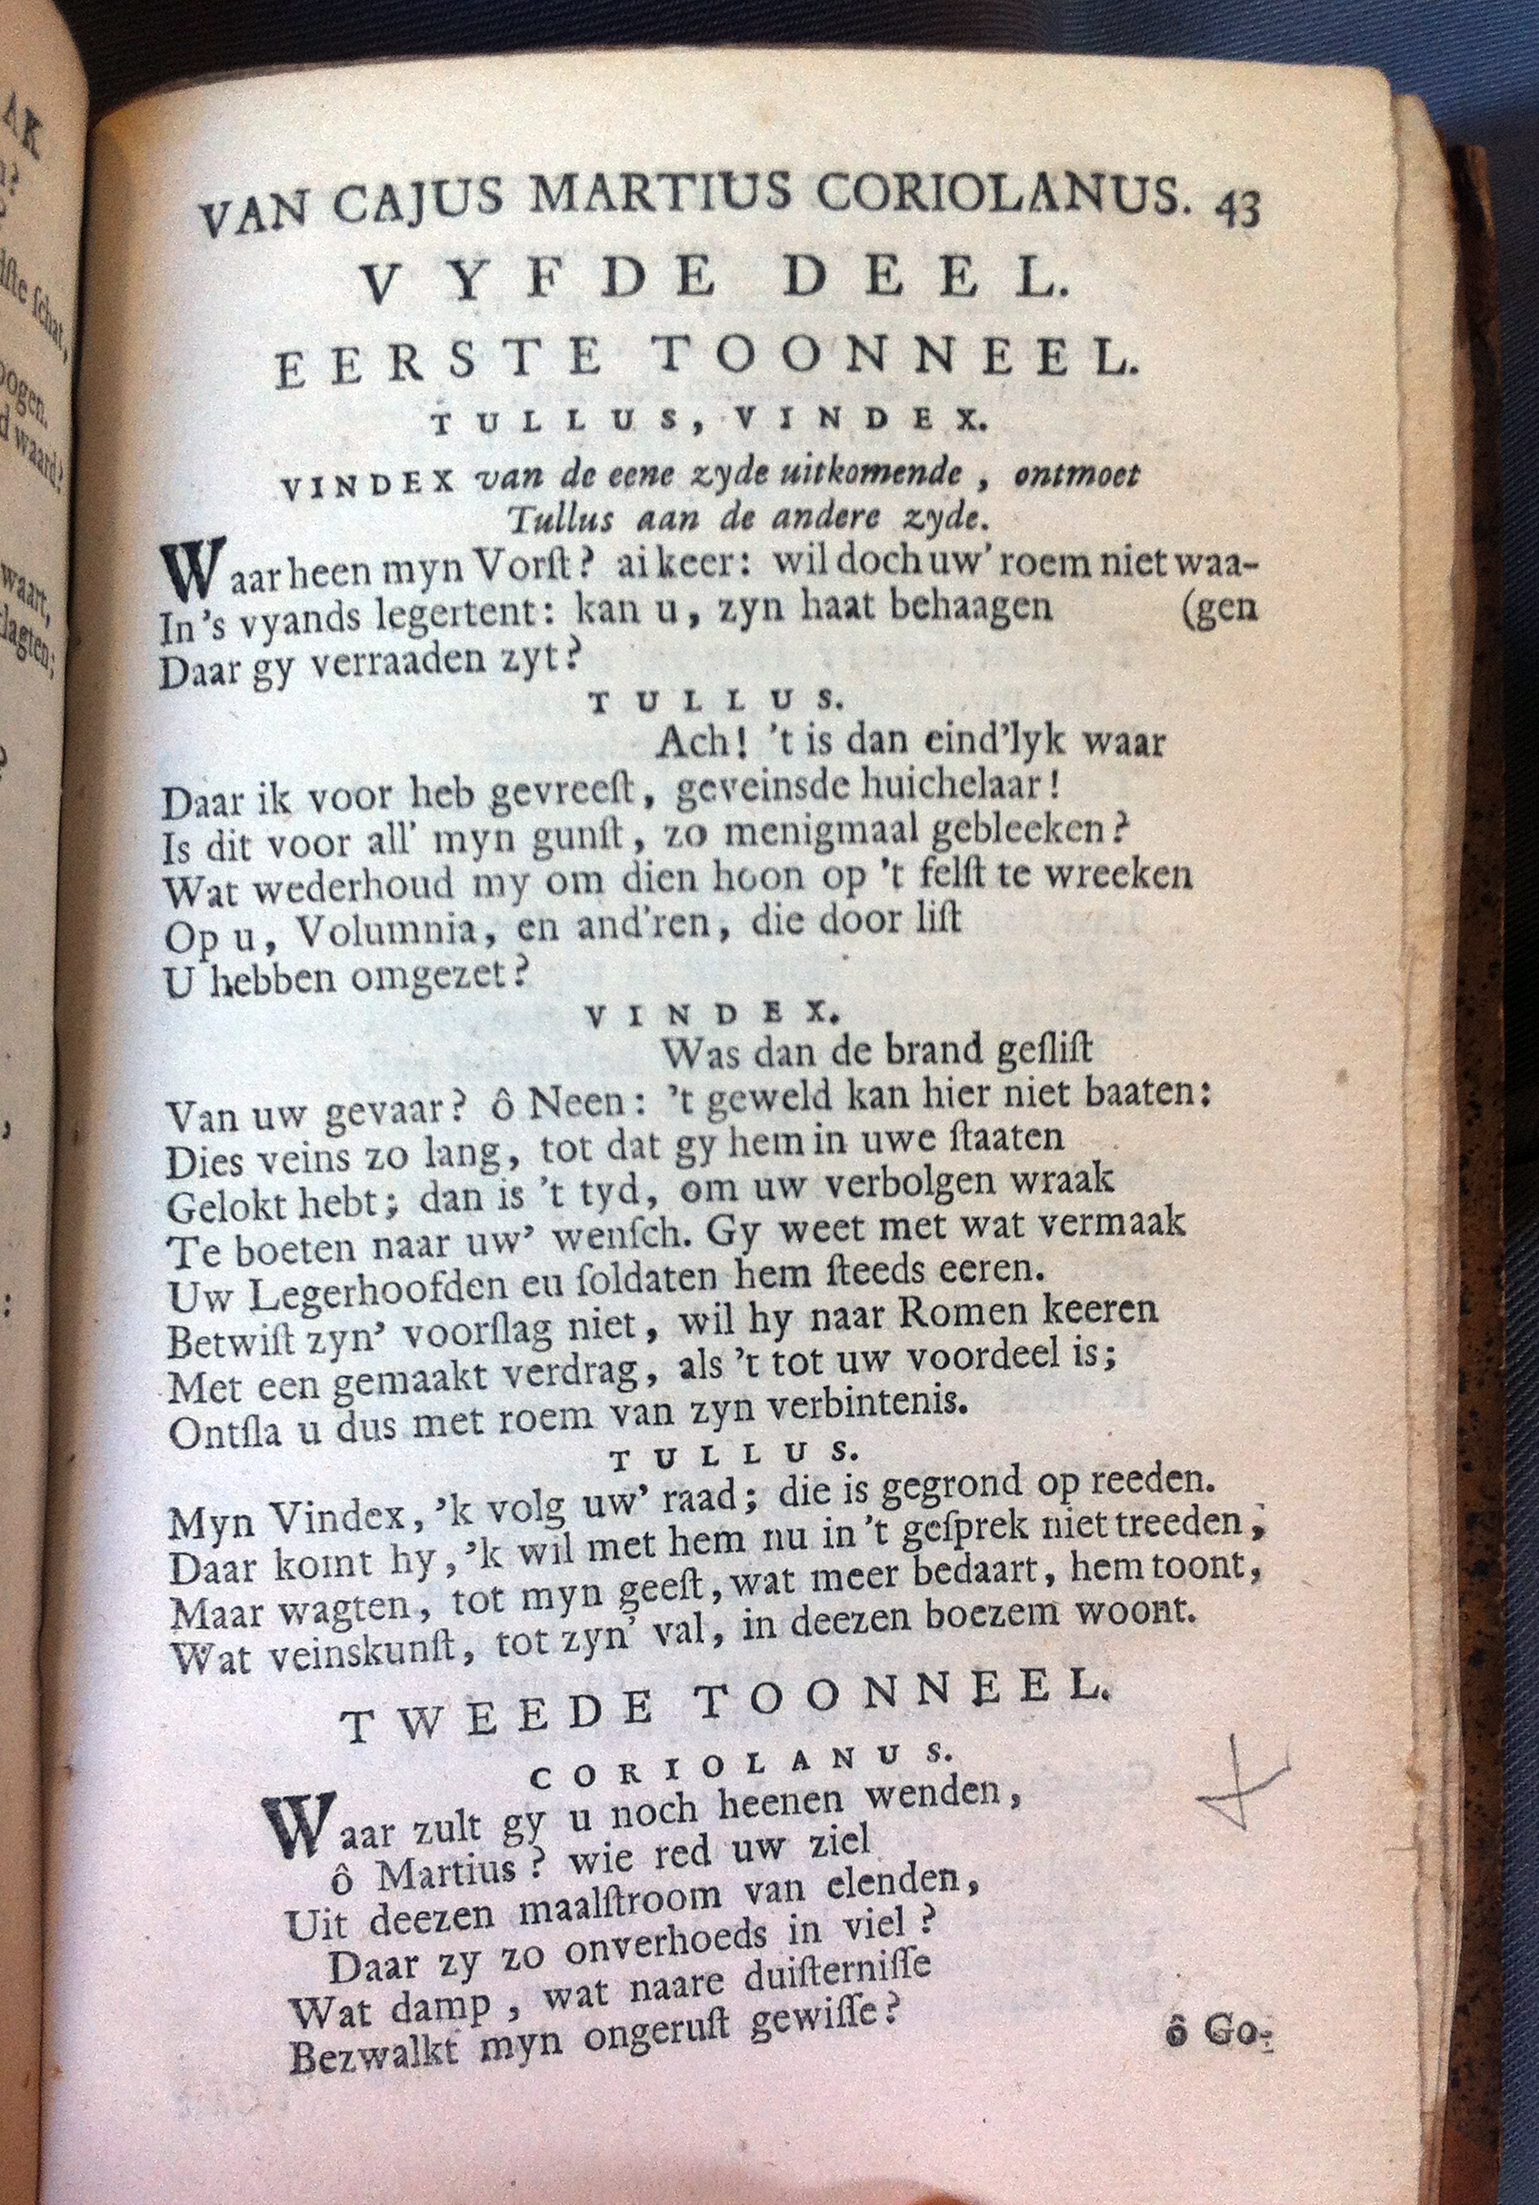 VAN CAJUS MARTIUS CORIOLANUS. 43
VYFDE DEEL.
EERSTE TOONNEEL.
TULLUS, VINDEX.
VINDEX van de eene zyde uitkomende, ontmoet
Tullus aan de andere zyde.
Waar heen myn Vorſt? ai keer: wil doch uw' roem niet waa-
In's vyands legertent: kan u, zyn haat behaagen (gen
Daar gy verraaden zyt?
TULLUS.
Ach! 't is dan eind'lyk waar
Daar ik voor heb gevreeſt, geveinsde huichelaar!
Is dit voor all' myn gunſt, zo menigmaal gebleeken?
Wat wederhoud my om dien hoon op 't felſt te wreeken
Op u, Volumnia, en and'ren, die door liſt
U hebben omgezet?
VINDEX.
Was dan de brand geſliſt
Van uw gevaar? ô Neen: 't geweld kan hier niet baaten:
Dies veins zo lang, tot dat gy hem in uwe ſtaaten
Gelokt hebt; dan is 't tyd, om uw verbolgen wraak
Te boeten naar uw' wenſch. Gy weet met wat vermaak
Uw Legerhoofden eu ſoldaten hem ſteeds eeren.
Betwiſt zyn' voorſlag niet, wil hy naar Romen keeren
Met een gemaakt verdrag, als 't tot uw voordeel is;
Ontſla u dus met roem van zyn verbintenis.
TULLUS.
Myn Vindex, 'k volg uw' raad; die is gegrond op reeden.
Daar komt hy, 'k wil met hem nu in 't geſprek niet treeden,
Maar wagten, tot myn geeſt, wat meer bedaart, hem toont,
Wat veinskunſt, tot zyn' val, in deezen boezem woont.
TWEEDE TOONNEEL.
CORIOLANUS.
Waar zult gy u noch heenen wenden,
ô Martius? wie red uw ziel
Uit deezen maalſtroom van elenden,
Daar zy zo onverhoeds in viel?
Wat damp, wat naare duiſterniſſe
Bezwalkt myn ongeruſt gewiſſe?
ô Go-